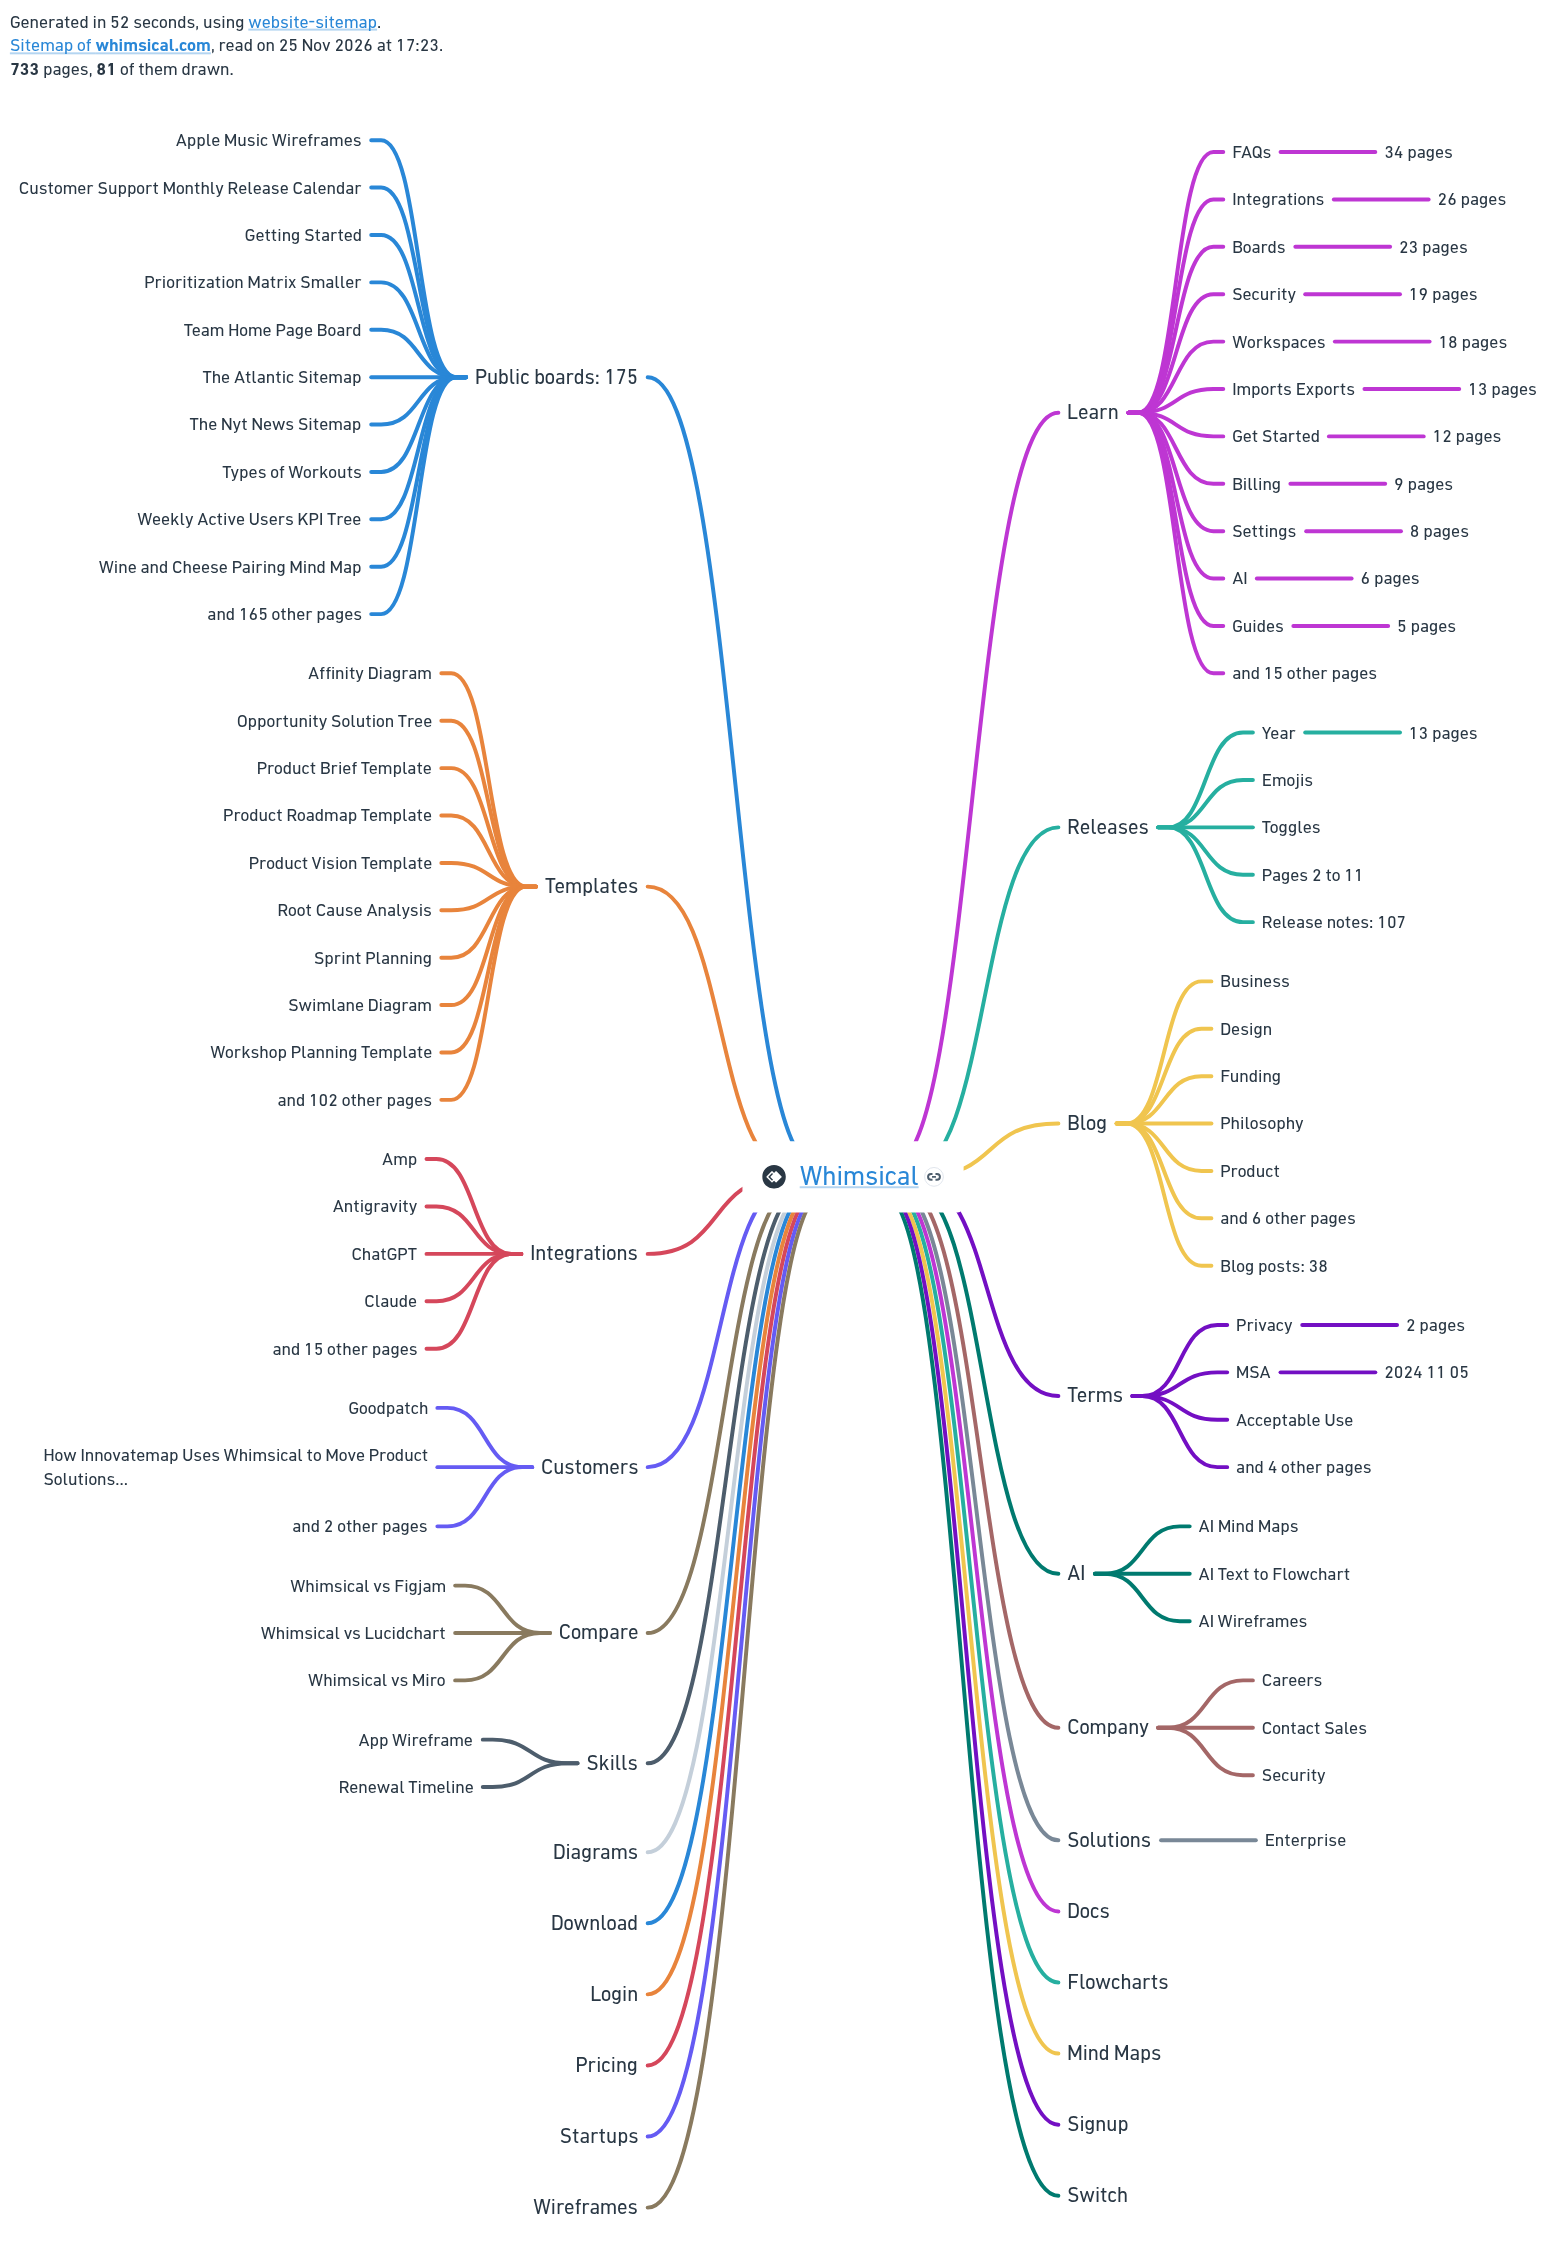 Generated in 52 seconds, using website-sitemap.
Sitemap of whimsical.com, read on 25 Nov 2026 at 17:23.
733 pages, 81 of them drawn.
Apple Music Wireframes
Customer Support Monthly Release Calendar
Getting Started
Prioritization Matrix Smaller
Team Home Page Board
The Atlantic Sitemap
The Nyt News Sitemap
Types of Workouts
Weekly Active Users KPI Tree
Wine and Cheese Pairing Mind Map
and 165 other pages
Public boards: 175
Affinity Diagram
Opportunity Solution Tree
Product Brief Template
Product Roadmap Template
Product Vision Template
Root Cause Analysis
Sprint Planning
Swimlane Diagram
Workshop Planning Template
and 102 other pages
Templates
Amp
Antigravity
ChatGPT
Claude
and 15 other pages
Integrations
Goodpatch
How Innovatemap Uses Whimsical to Move Product
Solutions...
and 2 other pages
Customers
Whimsical vs Figjam
Whimsical vs Lucidchart
Whimsical vs Miro
Compare
App Wireframe
Renewal Timeline
Skills
Diagrams
Download
Login
Pricing
Startups
Wireframes
Whimsical
Learn
FAQs
34 pages
Integrations
26 pages
Boards
23 pages
Security
19 pages
Workspaces
18 pages
Imports Exports
13 pages
Get Started
12 pages
Billing
9 pages
Settings
8 pages
AI
6 pages
Guides
5 pages
and 15 other pages
Releases
Year
13 pages
Emojis
Toggles
Pages 2 to 11
Release notes: 107
Blog
Business
Design
Funding
Philosophy
Product
and 6 other pages
Blog posts: 38
Terms
Privacy
2 pages
MSA
2024 11 05
Acceptable Use
and 4 other pages
AI
AI Mind Maps
AI Text to Flowchart
AI Wireframes
Company
Careers
Contact Sales
Security
Solutions
Enterprise
Docs
Flowcharts
Mind Maps
Signup
Switch